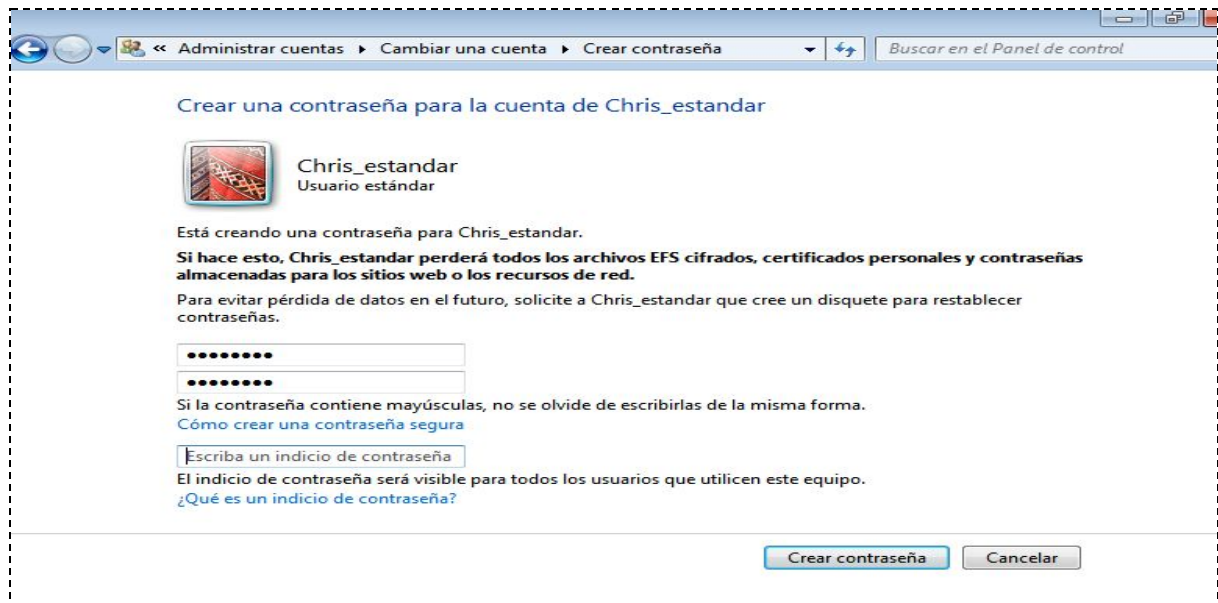 « Administrar cuentas ▸ Cambiar una cuenta ▸ Crear contraseña
Buscar en el Panel de control
Crear una contraseña para la cuenta de Chris_estandar
Chris_estandar
Usuario estándar
Está creando una contraseña para Chris_estandar.
Si hace esto, Chris_estandar perderá todos los archivos EFS cifrados, certificados personales y contraseñas
almacenadas para los sitios web o los recursos de red.
Para evitar pérdida de datos en el futuro, solicite a Chris_estandar que cree un disquete para restablecer
contraseñas.
••••••••
••••••••
Si la contraseña contiene mayúsculas, no se olvide de escribirlas de la misma forma.
Cómo crear una contraseña segura
Escriba un indicio de contraseña
El indicio de contraseña será visible para todos los usuarios que utilicen este equipo.
¿Qué es un indicio de contraseña?
Crear contraseña
Cancelar